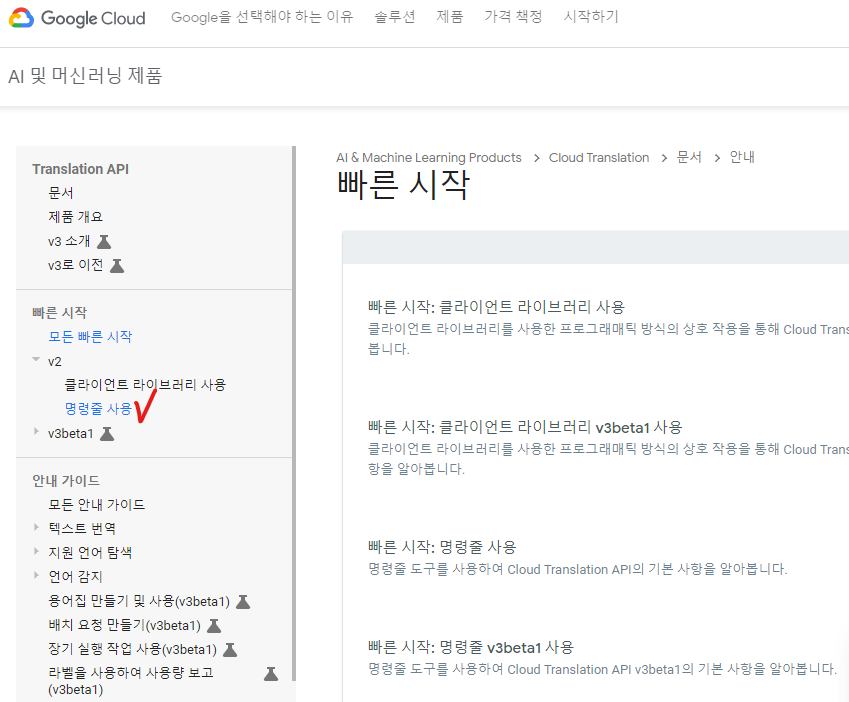 Google Cloud
Google을 선택해야 하는 이유 솔루션 제품 가격 책정 시작하기
AI 및 머신러닝 제품
Translation API
문서
제품 개요
v3 소개
v3로 이전
빠른 시작
모든 빠른 시작
v2
클라이언트 라이브러리 사용
명령줄 사용
v3beta1
안내 가이드
모든 안내 가이드
텍스트 번역
지원 언어 탐색
언어 감지
용어집 만들기 및 사용(v3beta1)
배치 요청 만들기(v3beta1)
장기 실행 작업 사용(v3beta1)
라벨을 사용하여 사용량 보고
(v3beta1)
AI & Machine Learning Products > Cloud Translation > 문서 > 안내
빠른 시작
빠른 시작: 클라이언트 라이브러리 사용
클라이언트 라이브러리를 사용한 프로그래매틱 방식의 상호 작용을 통해 Cloud Trans
봅니다.
빠른 시작: 클라이언트 라이브러리 v3beta1 사용
클라이언트 라이브러리를 사용한 프로그래매틱 방식의 상호 작용을 통해 Cloud Trans
항을 알아봅니다.
빠른 시작: 명령줄 사용
명령줄 도구를 사용하여 Cloud Translation API의 기본 사항을 알아봅니다.
빠른 시작: 명령줄 v3beta1 사용
명령줄 도구를 사용하여 Cloud Translation API v3beta1의 기본 사항을 알아봅니다.